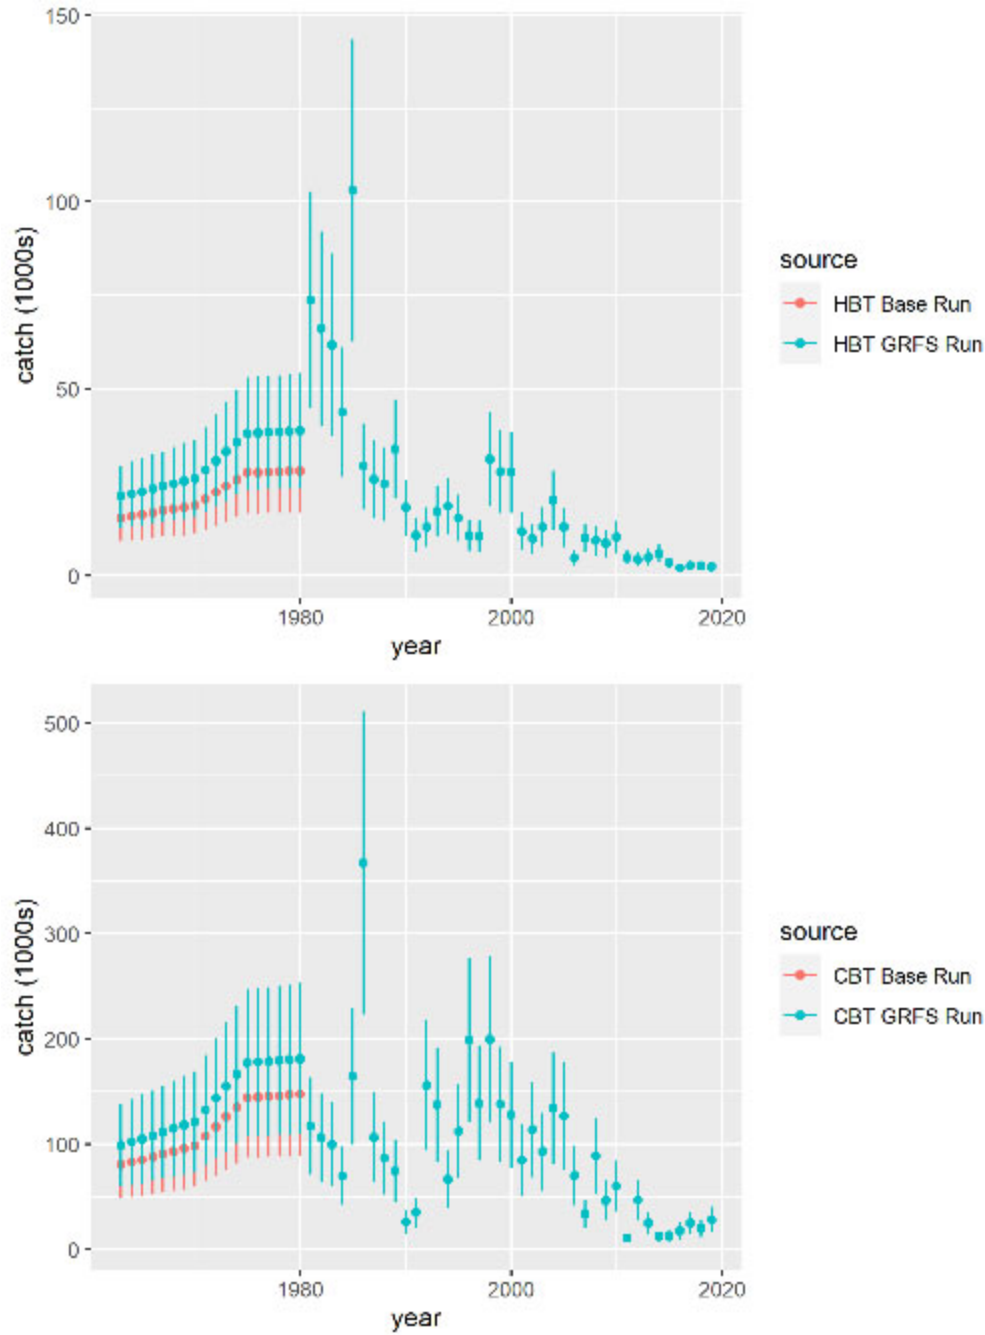 150
100
50
0
catch (1000s)
1980 2000 2020
year
source
HBT Base Run
HBT GRFS Run
500
400
300
200
100
0
catch (1000s)
1980 2000 2020
year
source
CBT Base Run
CBT GRFS Run